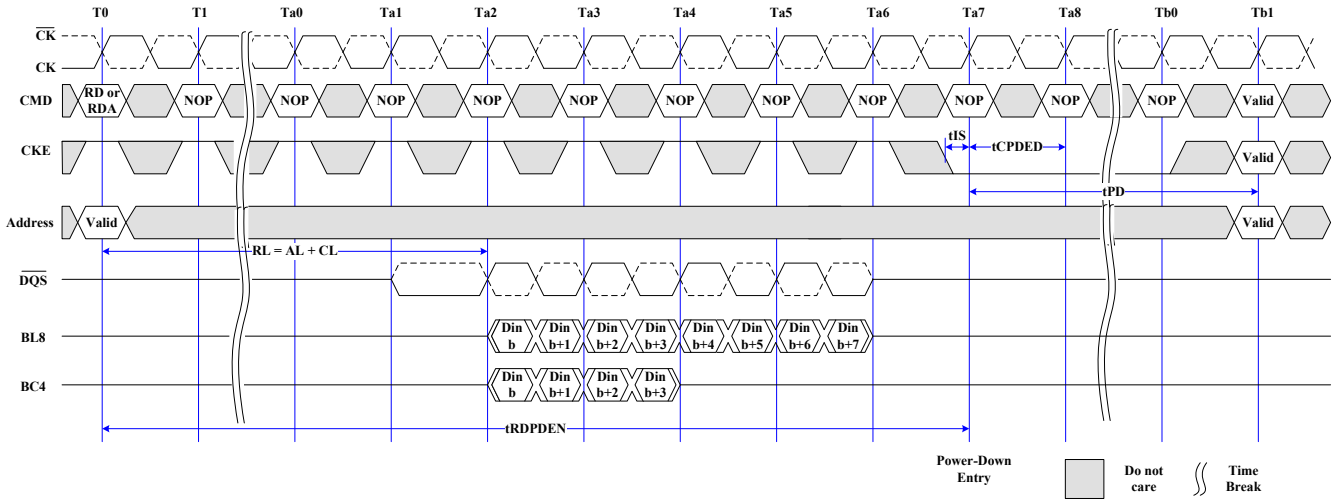 T0 T1 Ta0 Ta1 Ta2 Ta3 Ta4 Ta5 Ta6 Ta7 Ta8 Tb0 Tb1
CK
CK
CMD RD or RDA NOP NOP NOP NOP NOP NOP NOP NOP NOP NOP NOP Valid
CKE tIS tCPDED Valid
tPD
Address Valid Valid
RL = AL + CL
DQS
BL8 Din b Din b+1 Din b+2 Din b+3 Din b+4 Din b+5 Din b+6 Din b+7
BC4 Din b Din b+1 Din b+2 Din b+3
tRDPDEN
Power-Down
Entry
Do not
care
Time
Break